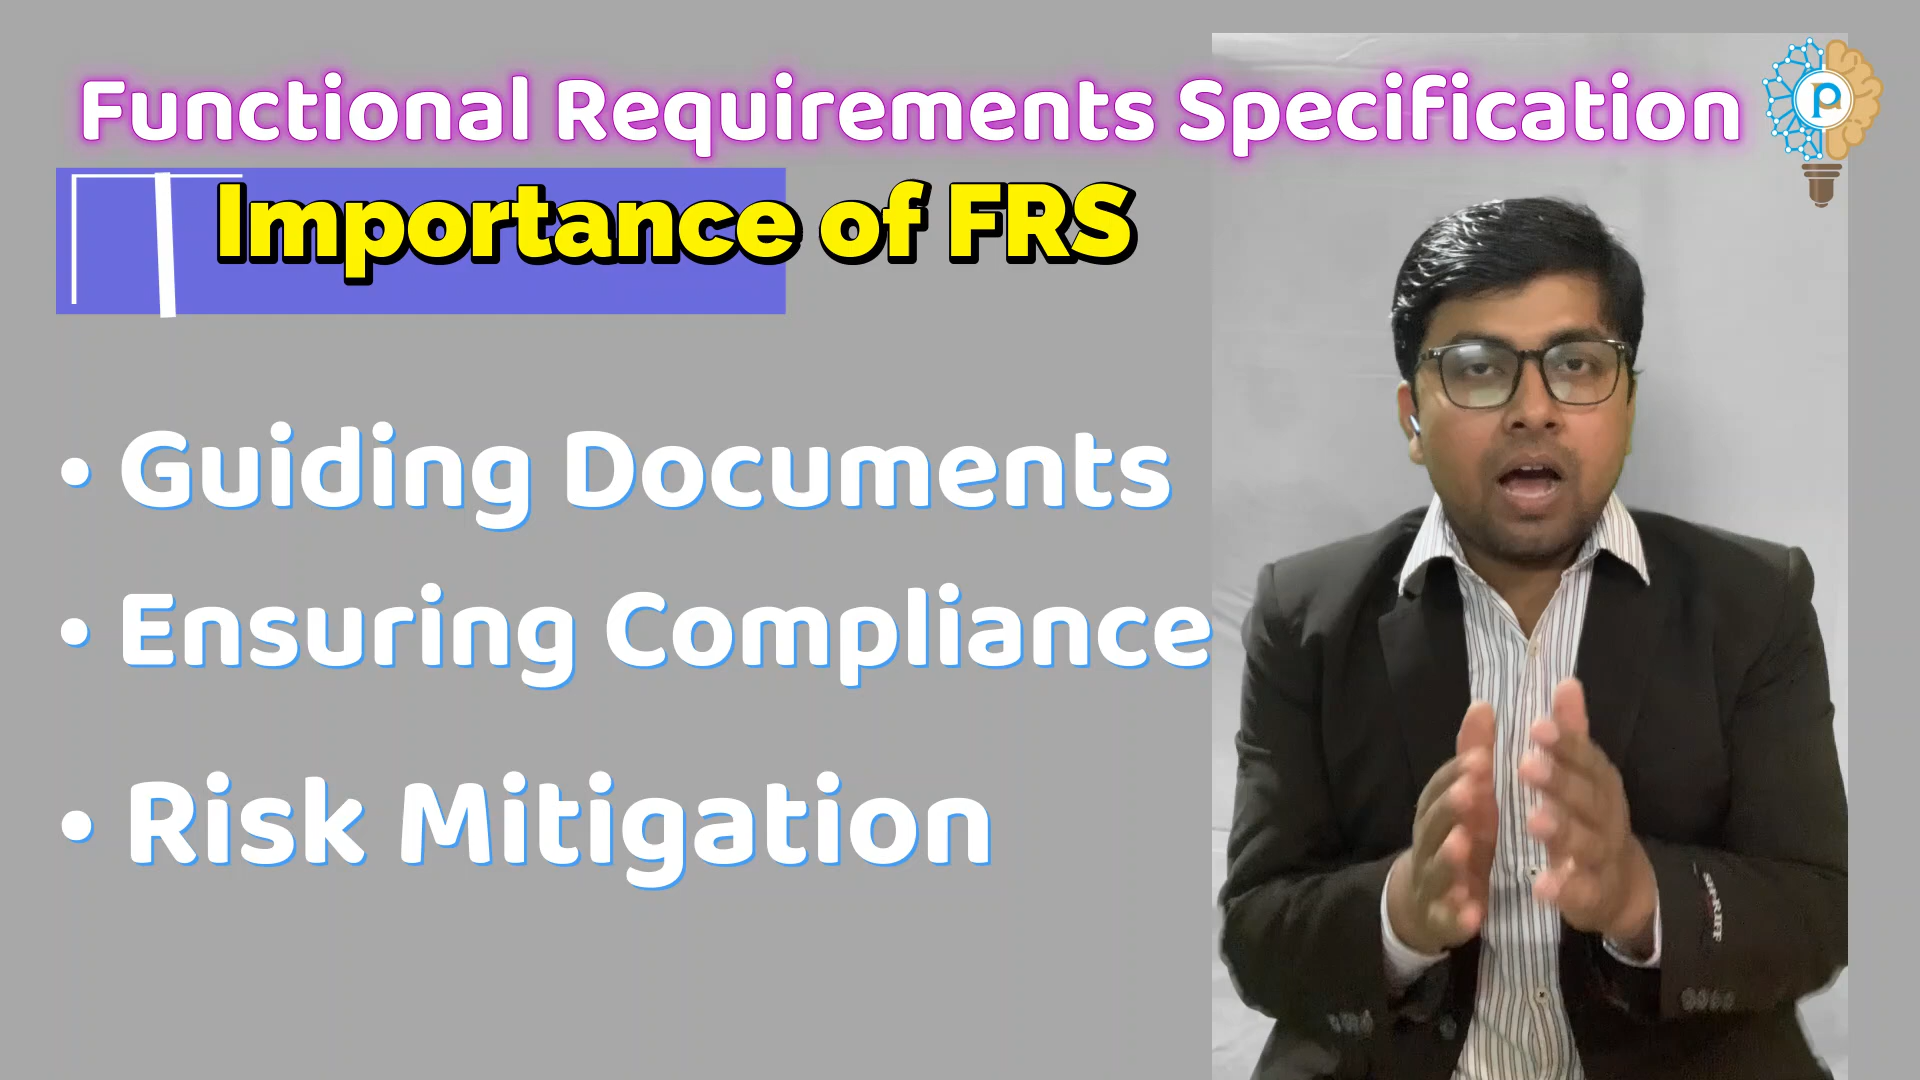 Functional Requirements Specification
Importance of FRS
• Guiding Documents
• Ensuring Compliance
• Risk Mitigation